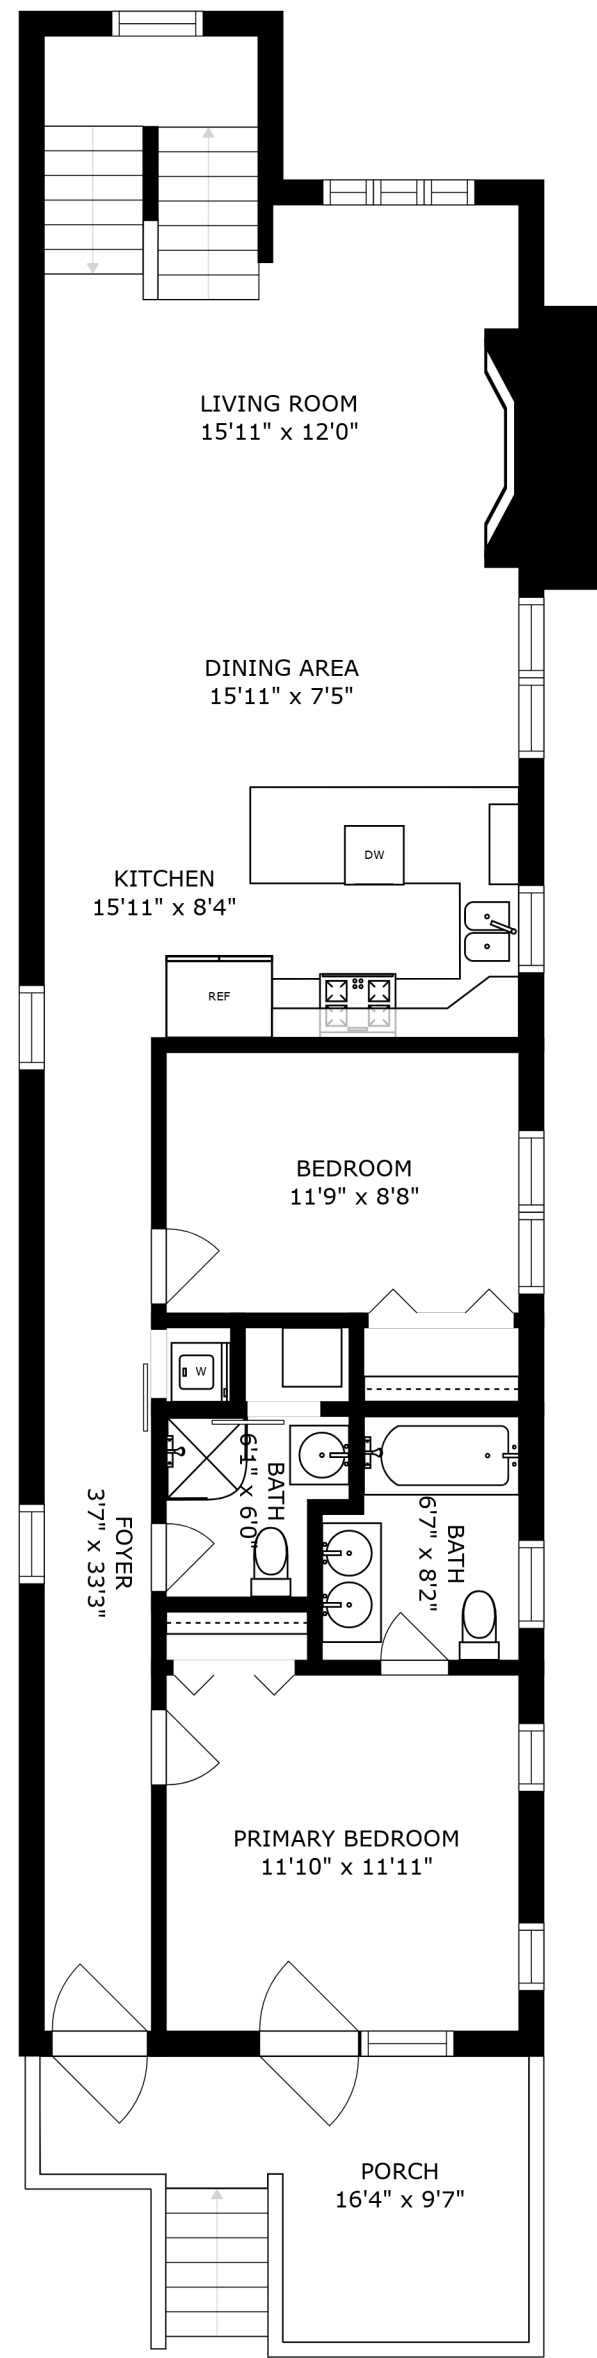 LIVING ROOM
15'11" x 12'0"
DINING AREA
15'11" x 7'5"
DW
KITCHEN
15'11" x 8'4"
REF
BEDROOM
11'9" x 8'8"
W
BATH
6'1" x 6'0"
FOYER
3'7" x 33'3"
BATH
6'7" x 8'2"
PRIMARY BEDROOM
11'10" x 11'11"
PORCH
16'4" x 9'7"